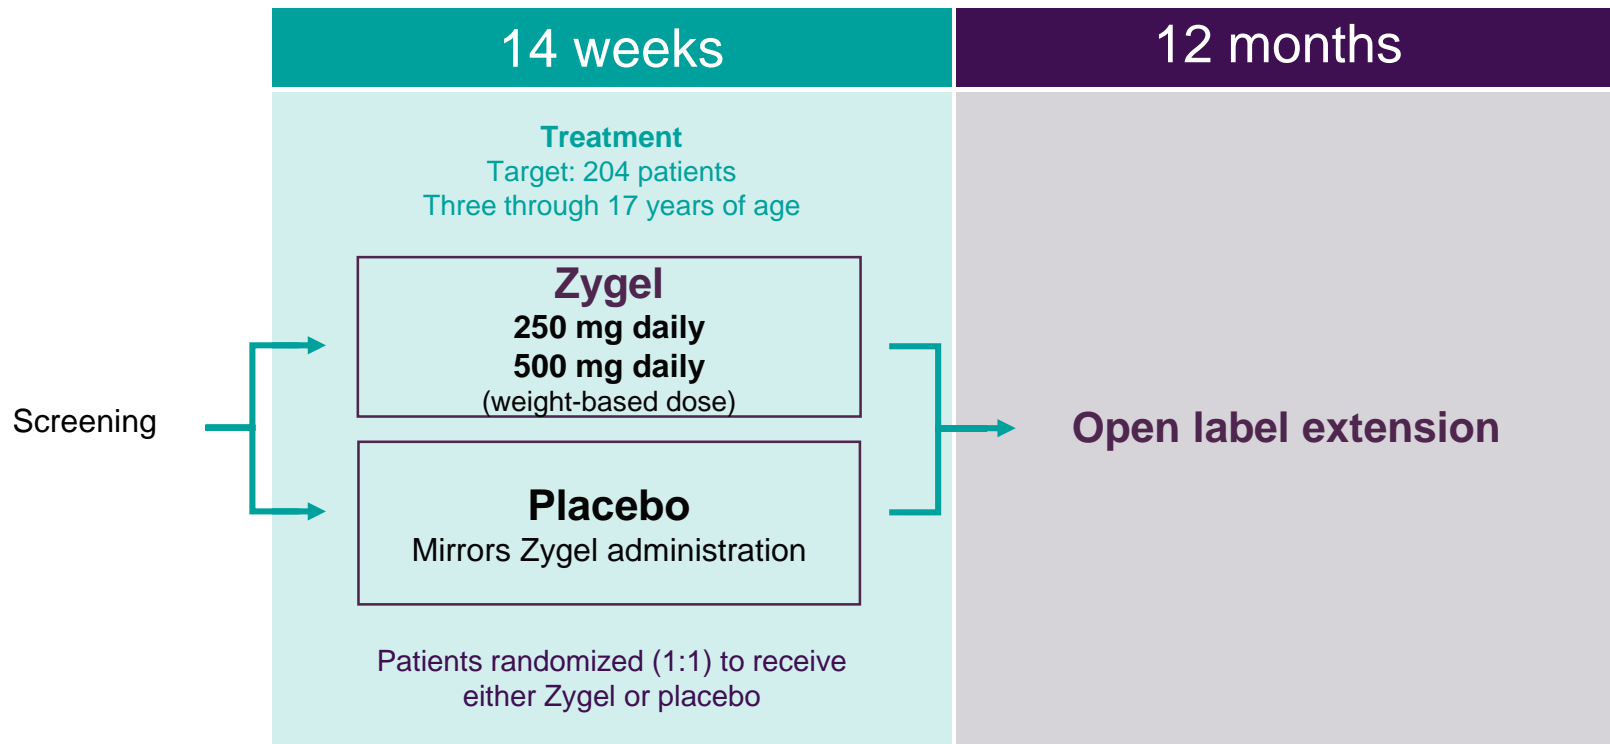 14 weeks
12 months
Treatment
Target: 204 patients
Three through 17 years of age
Zygel
250 mg daily
500 mg daily
(weight-based dose)
Screening
Placebo
Mirrors Zygel administration
Patients randomized (1:1) to receive
either Zygel or placebo
Open label extension